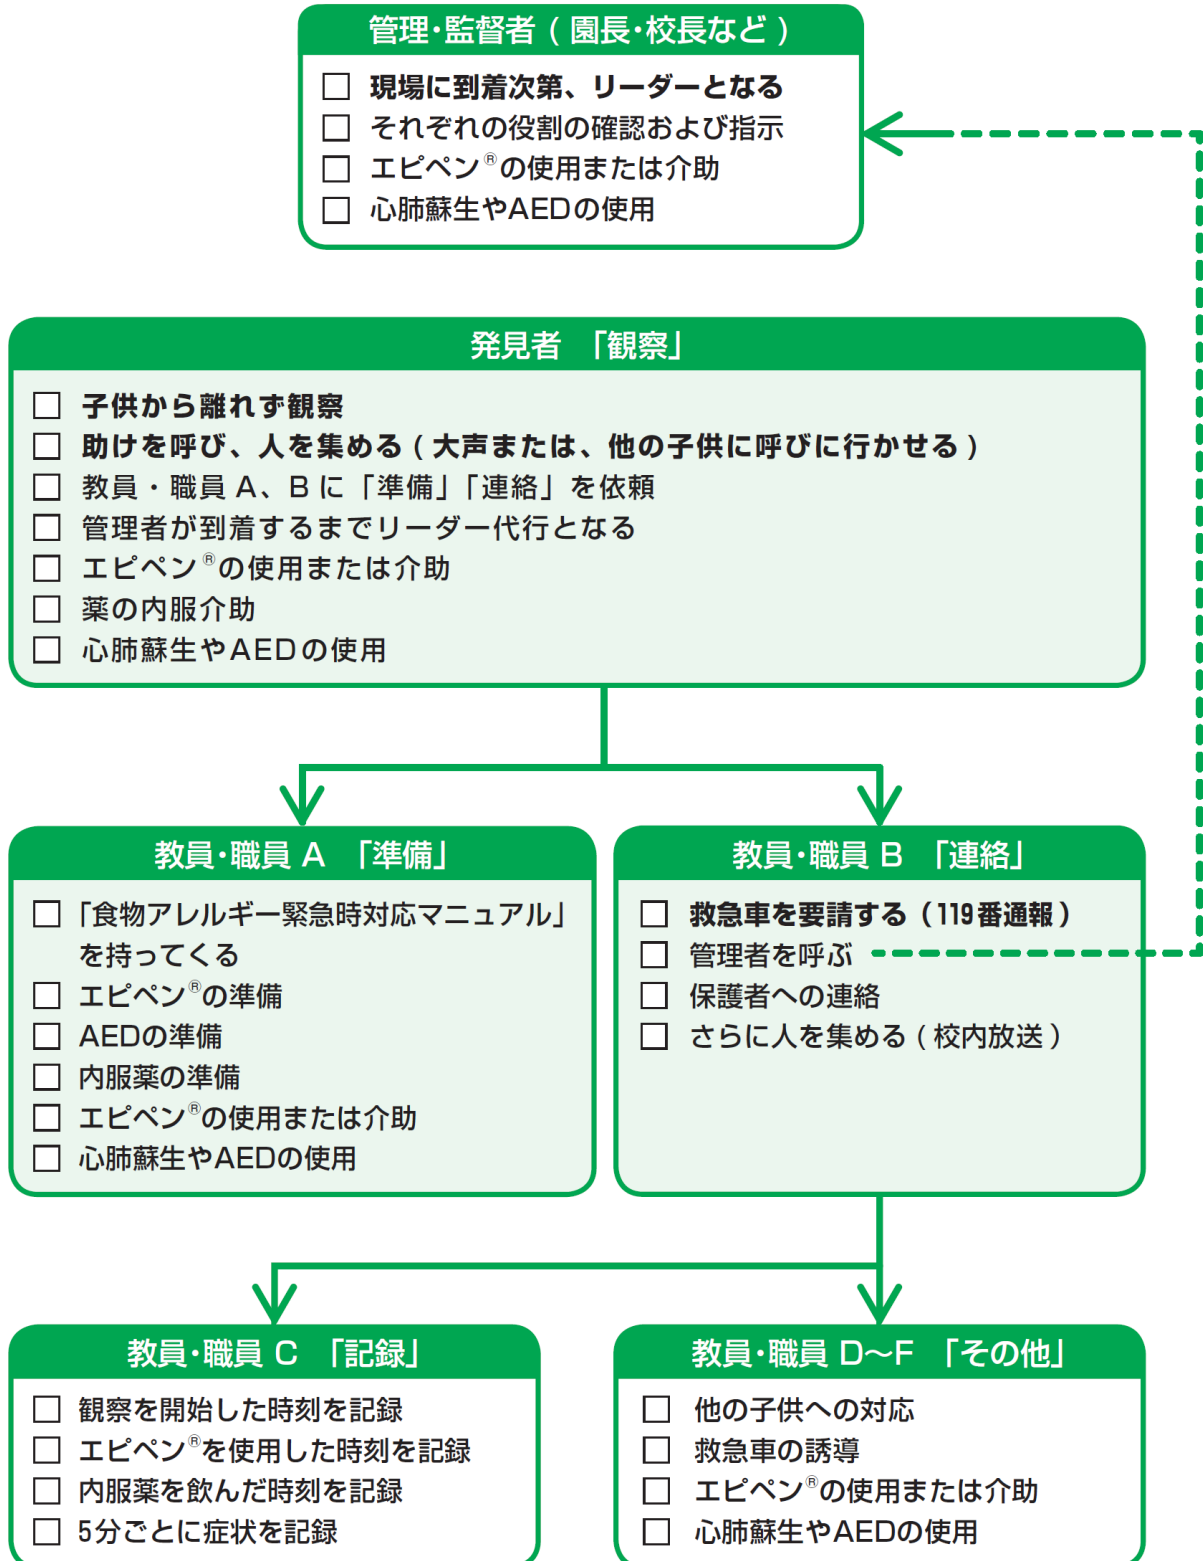 管理・監督者（園長・校長など）
□ 現場に到着次第、リーダーとなる
□ それぞれの役割の確認および指示
□ エピペン®の使用または介助
□ 心肺蘇生やAEDの使用
発見者 「観察」
□ 子供から離れず観察
□ 助けを呼び、人を集める（大声または、他の子供に呼びに行かせる）
□ 教員・職員 A、B に「準備」「連絡」を依頼
□ 管理者が到着するまでリーダー代行となる
□ エピペン®の使用または介助
□ 薬の内服介助
□ 心肺蘇生やAEDの使用
教員・職員 A 「準備」
□ 「食物アレルギー緊急時対応マニュアル」
を持ってくる
□ エピペン®の準備
□ AEDの準備
□ 内服薬の準備
□ エピペン®の使用または介助
□ 心肺蘇生やAEDの使用
教員・職員 B 「連絡」
□ 救急車を要請する（119番通報）
□ 管理者を呼ぶ
□ 保護者への連絡
□ さらに人を集める（校内放送）
教員・職員 C 「記録」
□ 観察を開始した時刻を記録
□ エピペン®を使用した時刻を記録
□ 内服薬を飲んだ時刻を記録
□ 5分ごとに症状を記録
教員・職員 D～F 「その他」
□ 他の子供への対応
□ 救急車の誘導
□ エピペン®の使用または介助
□ 心肺蘇生やAEDの使用